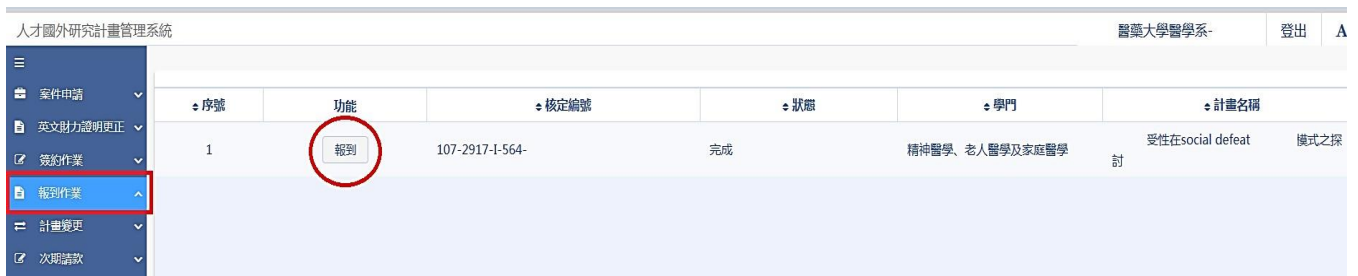 人才國外研究計畫管理系統 醫藥大學醫學系- 登出 A
案件申請
英文財力證明更正
簽約作業
報到作業
計畫變更
次期請款
序號 功能 核定編號 狀態 學門 計畫名稱
1 報到 107-2917-I-564- 完成 精神醫學、老人醫學及家庭醫學 受性在social defeat 模式之探
討